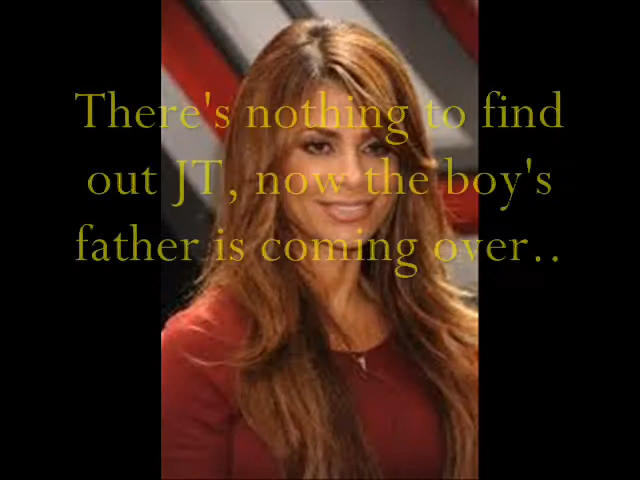 There's nothing to find
out JT, now the boy's
father is coming over..